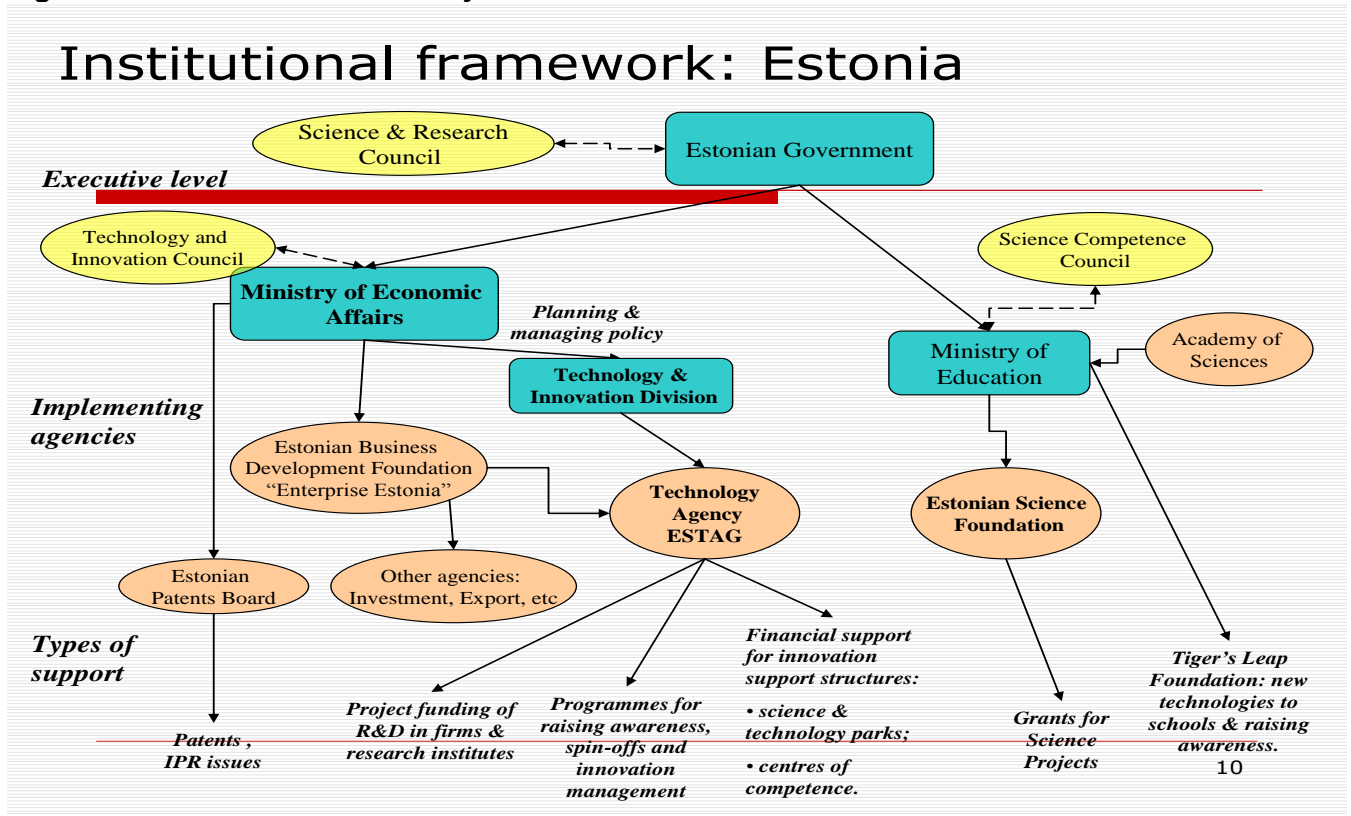 Institutional framework: Estonia
Science & Research
Council
Estonian Government
Executive level
Technology and
Innovation Council
Science Competence
Council
Ministry of Economic
Affairs
Planning &
managing policy
Ministry of
Education
Academy of
Sciences
Technology &
Innovation Division
Implementing
agencies
Estonian Business
Development Foundation
“Enterprise Estonia”
Technology
Agency
ESTAG
Estonian Science
Foundation
Estonian
Patents Board
Other agencies:
Investment, Export, etc
Types of
support
Patents ,
IPR issues
Project funding of
R&D in firms &
research institutes
Programmes for
raising awareness,
spin-offs and
innovation
management
Financial support
for innovation
support structures:
• science &
technology parks;
• centres of
competence.
Grants for
Science
Projects
Tiger’s Leap
Foundation: new
technologies to
schools & raising
awareness.
10